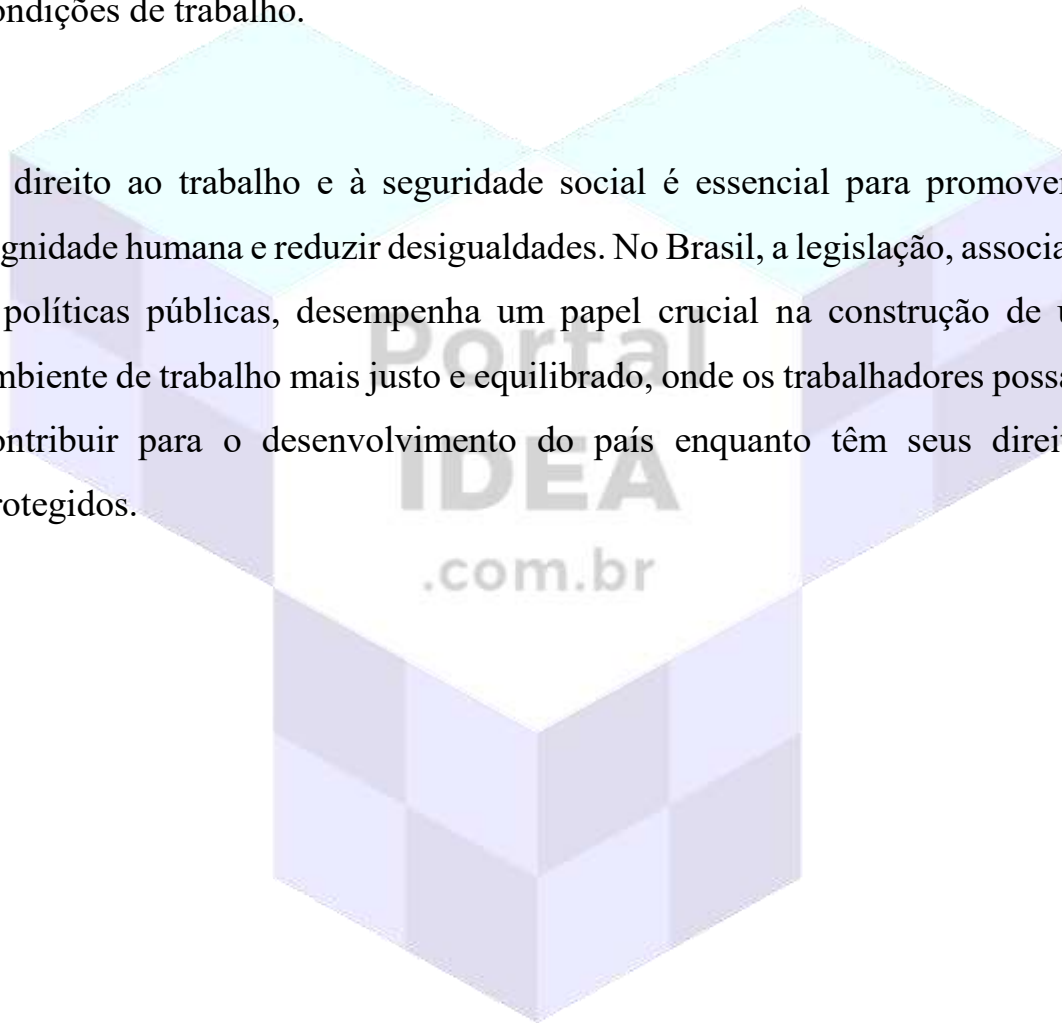 ondições de trabalho.
direito ao trabalho e à seguridade social é essencial para promover
gnidade humana e reduzir desigualdades. No Brasil, a legislação, associa
políticas públicas, desempenha um papel crucial na construção de u
mbiente de trabalho mais justo e equilibrado, onde os trabalhadores possa
ontribuir para o desenvolvimento do país enquanto têm seus direit
rotegidos.
Portal
IDEA
.com.br